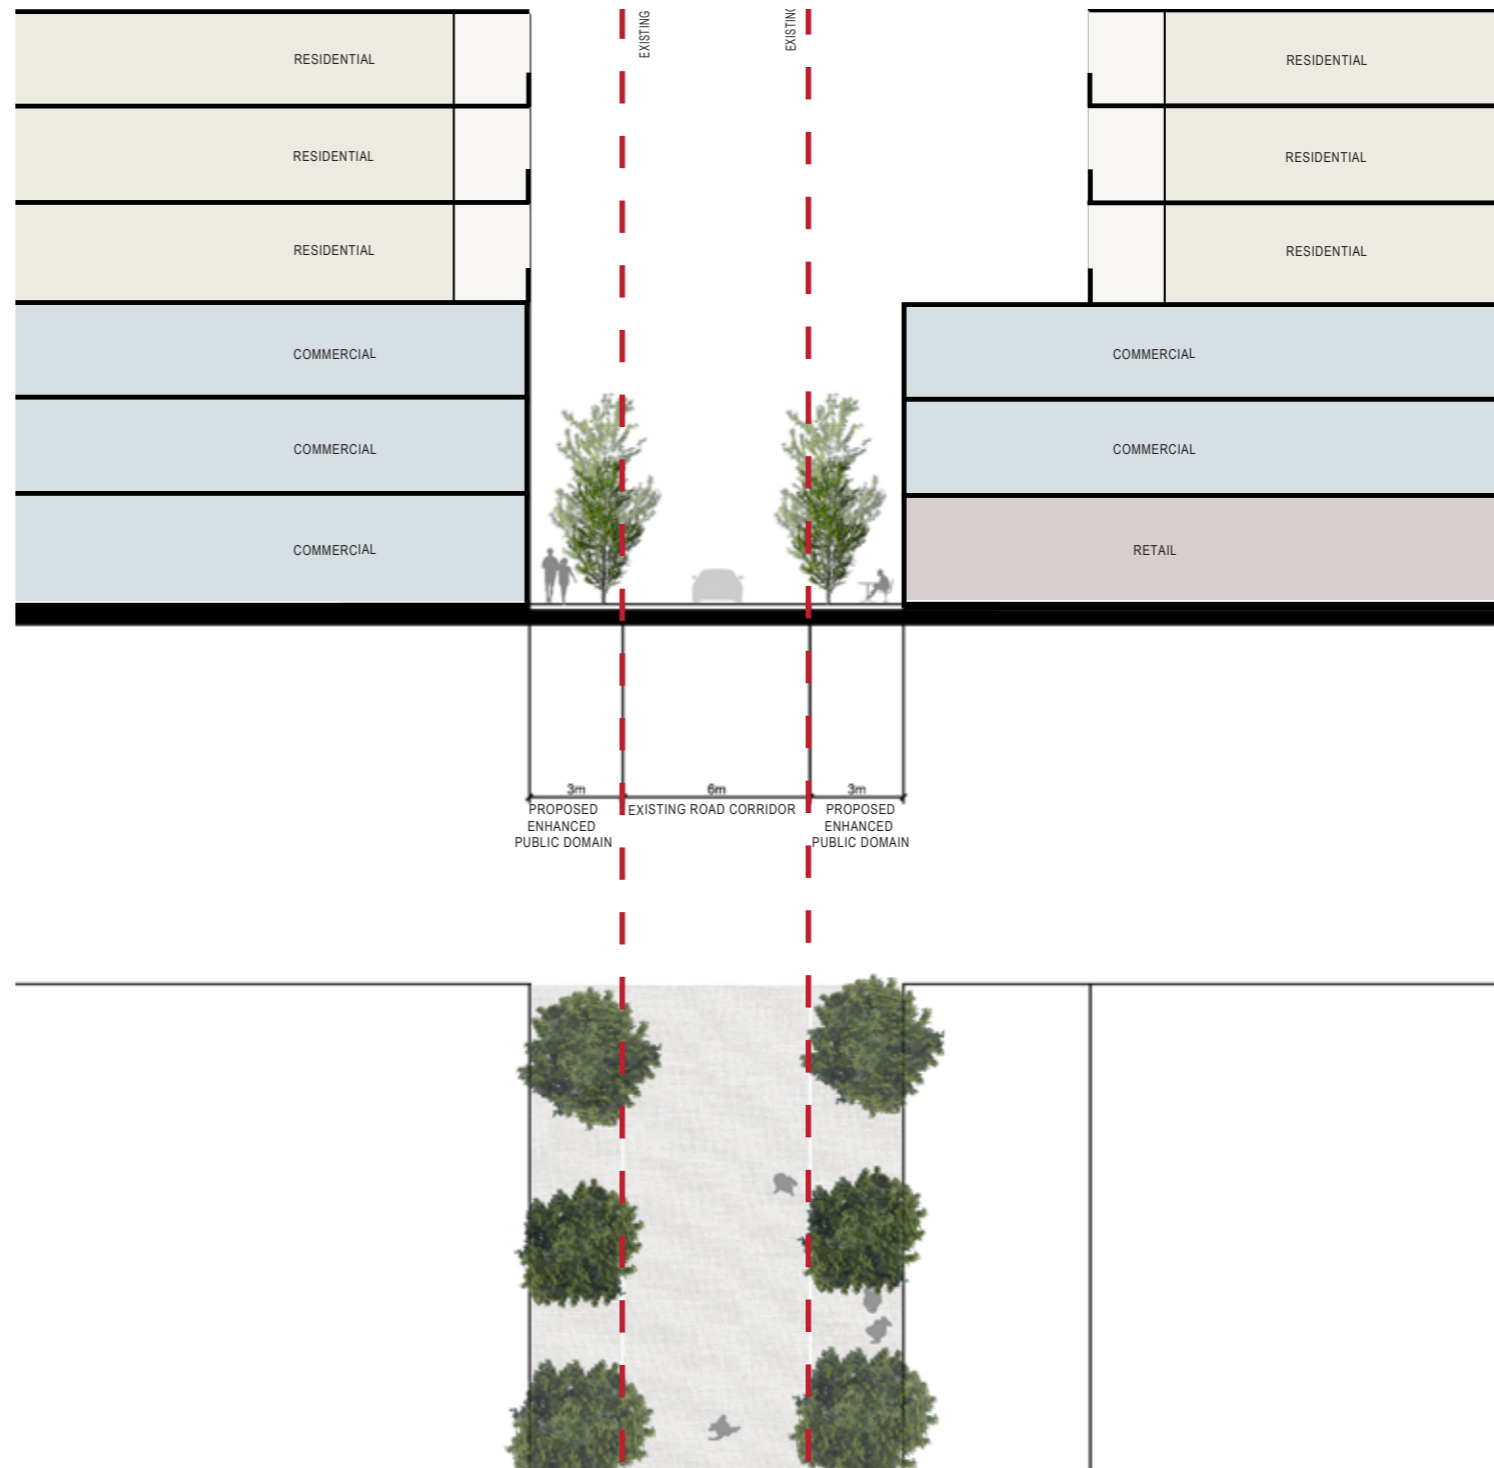 EXISTING
EXISTIN
RESIDENTIAL
RESIDENTIAL
RESIDENTIAL
RESIDENTIAL
RESIDENTIAL
RESIDENTIAL
COMMERCIAL
COMMERCIAL
COMMERCIAL
COMMERCIAL
COMMERCIAL
RETAIL
3m
6m
3m
PROPOSED
ENHANCED
PUBLIC DOMAIN
EXISTING ROAD CORRIDOR
PROPOSED
ENHANCED
PUBLIC DOMAIN